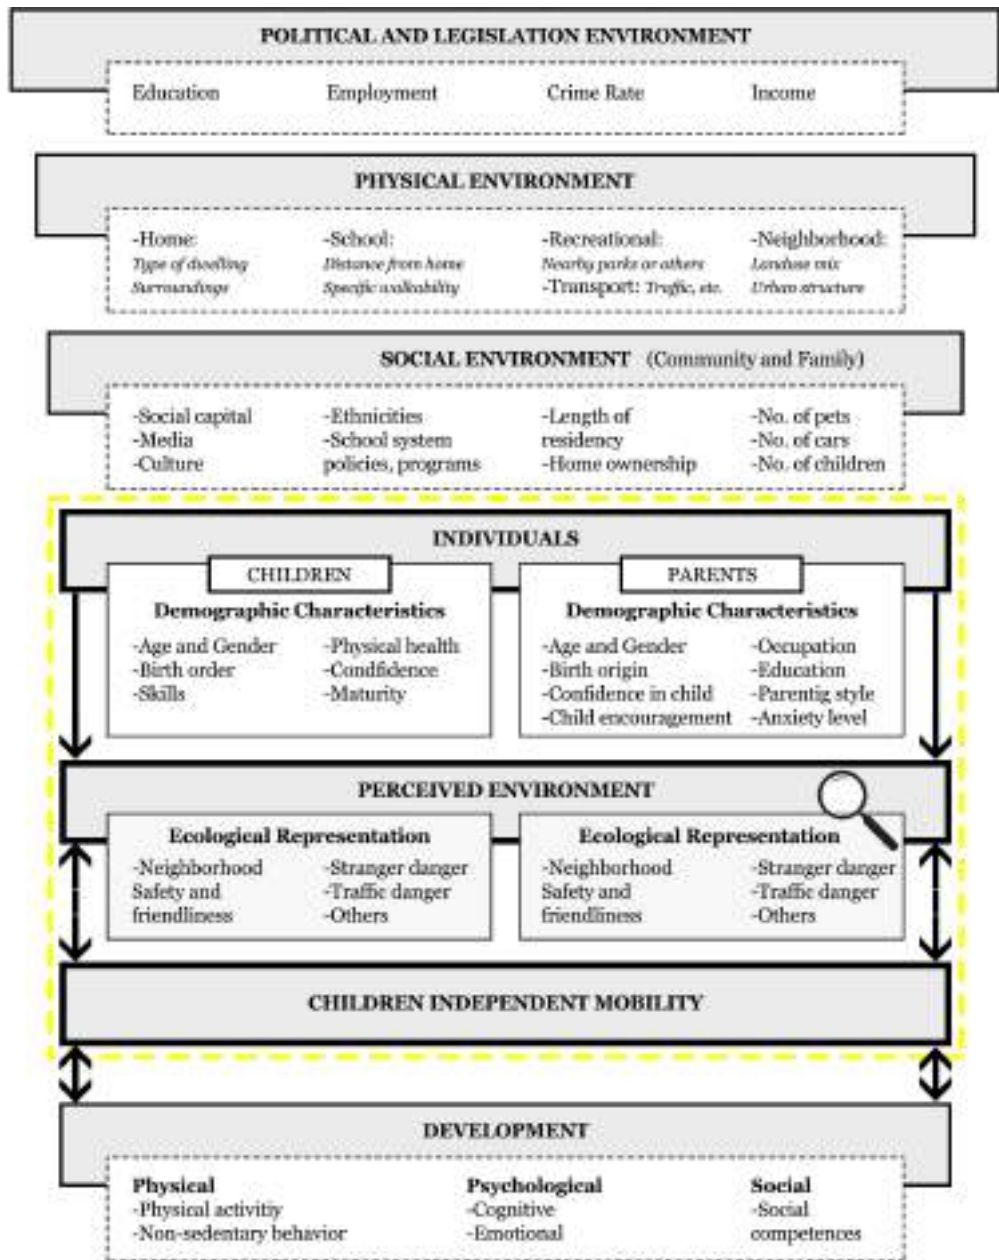 POLITICAL AND LEGISLATION ENVIRONMENT
Education Employment Crime Rate Income
PHYSICAL ENVIRONMENT
-Home: -School: -Recreational: -Neighborhood:
Type of dwelling Distance from home Nearby parks or others Landuse mix
Surroundings Specific walkability -Transport: Traffic, etc. Urban structure
SOCIAL ENVIRONMENT (Community and Family)
-Social capital -Ethnicities -Length of -No. of pets
-Media -School system residency -No. of cars
-Culture policies, programs -Home ownership -No. of children
INDIVIDUALS
CHILDREN
Demographic Characteristics
-Age and Gender -Physical health
-Birth order -Condfidence
-Skills -Maturity
PARENTS
Demographic Characteristics
-Age and Gender -Occupation
-Birth origin -Education
-Confidence in child -Parentig style
-Child encouragement -Anxiety level
PERCEIVED ENVIRONMENT
Ecological Representation
-Neighborhood -Stranger danger
Safety and -Traffic danger
friendliness -Others
Ecological Representation
-Neighborhood -Stranger danger
Safety and -Traffic danger
friendliness -Others
CHILDREN INDEPENDENT MOBILITY
DEVELOPMENT
Physical Psychological Social
-Physical activitiy -Cognitive -Social
-Non-sedentary behavior -Emotional competences